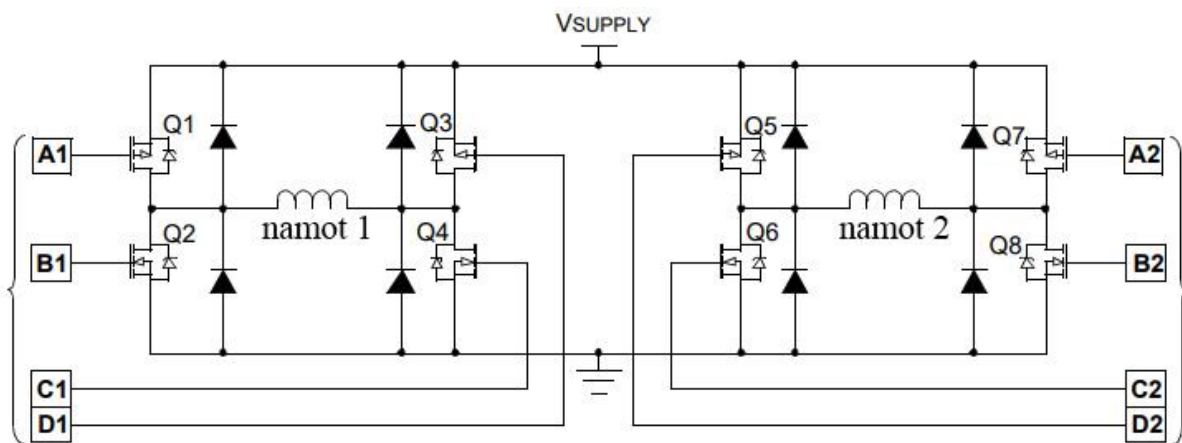 VSUPPLY
Q1 Q3 Q5 Q7
A1 A2
namot 1 namot 2
Q2 Q4 Q6 Q8
B1 B2
C1 C2
D1 D2